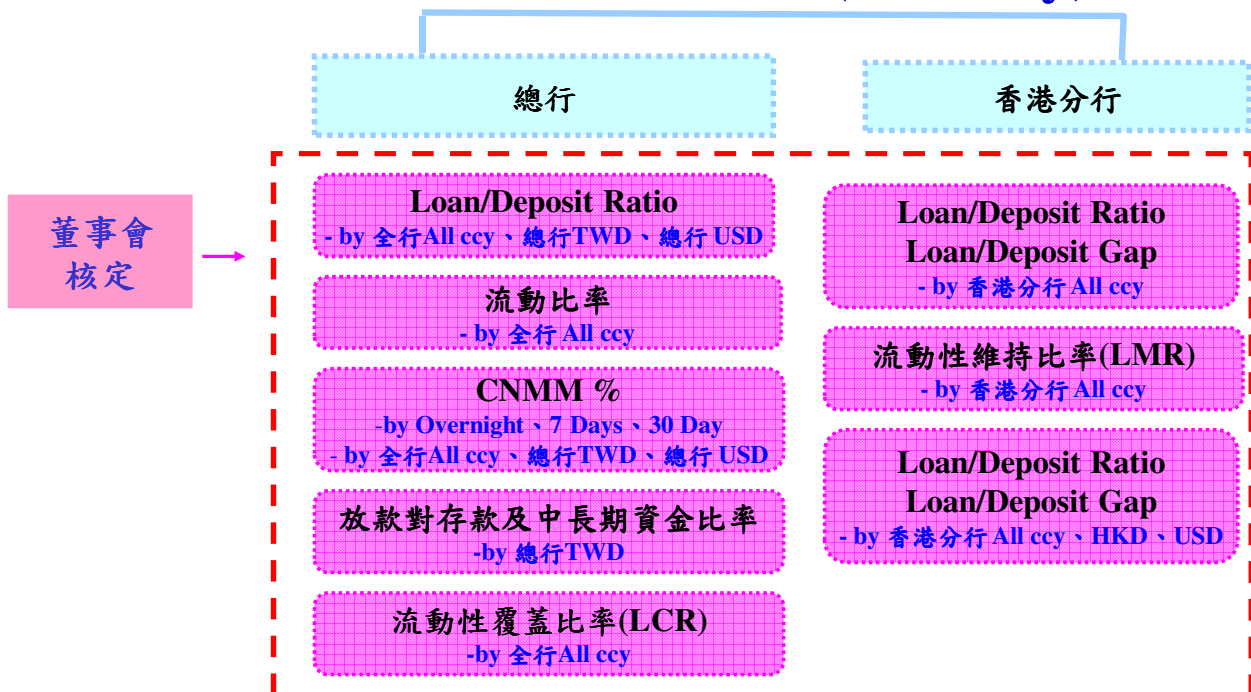 總行
香港分行
董事會
核定
Loan/Deposit Ratio
- by 全行All ccy、總行TWD、總行 USD
流動比率
- by 全行 All ccy
CNMM %
-by Overnight、7 Days、30 Day
- by 全行All ccy、總行TWD、總行 USD
放款對存款及中長期資金比率
-by 總行TWD
流動性覆蓋比率(LCR)
-by 全行All ccy
Loan/Deposit Ratio
Loan/Deposit Gap
- by 香港分行 All ccy
流動性維持比率(LMR)
- by 香港分行 All ccy
Loan/Deposit Ratio
Loan/Deposit Gap
- by 香港分行 All ccy、HKD、USD